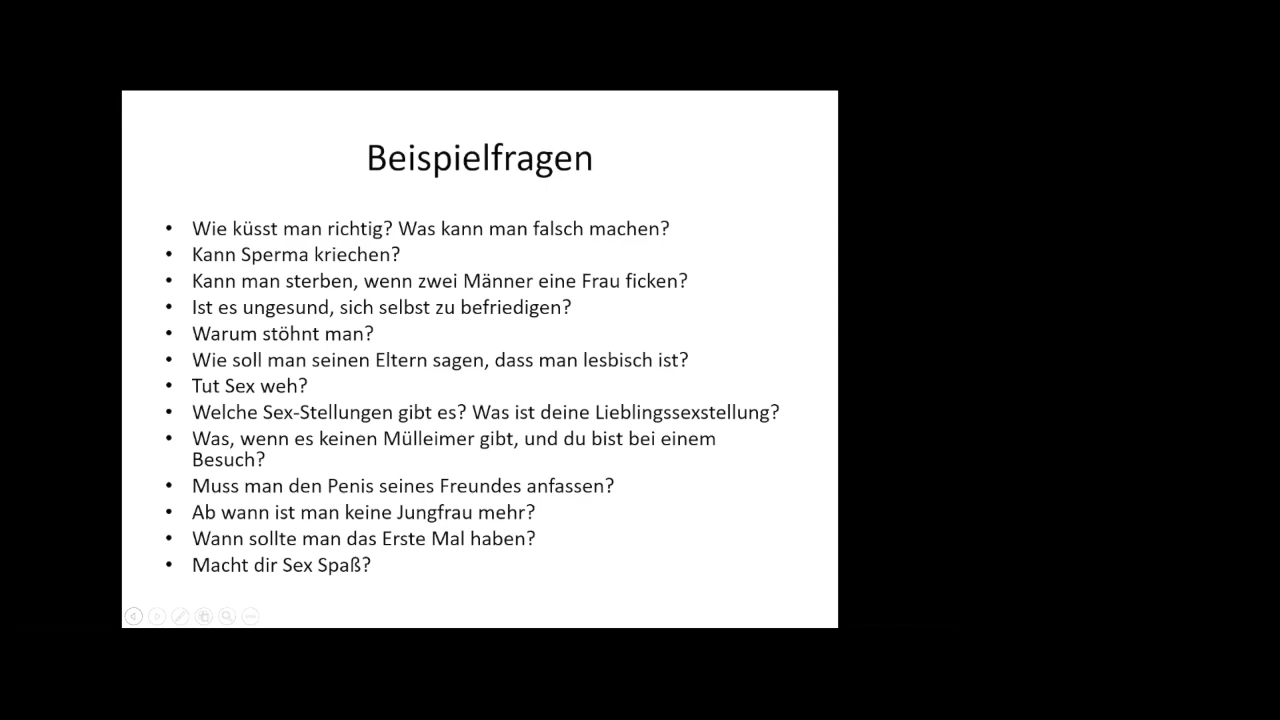 Beispielfragen
• Wie küsst man richtig? Was kann man falsch machen?
• Kann Sperma kriechen?
• Kann man sterben, wenn zwei Männer eine Frau ficken?
• Ist es ungesund, sich selbst zu befriedigen?
• Warum stöhnt man?
• Wie soll man seinen Eltern sagen, dass man lesbisch ist?
• Tut Sex weh?
• Welche Sex-Stellungen gibt es? Was ist deine Lieblingssexstellung?
• Was, wenn es keinen Mülleimer gibt, und du bist bei einem
Besuch?
• Muss man den Penis seines Freundes anfassen?
• Ab wann ist man keine Jungfrau mehr?
• Wann sollte man das Erste Mal haben?
• Macht dir Sex Spaß?